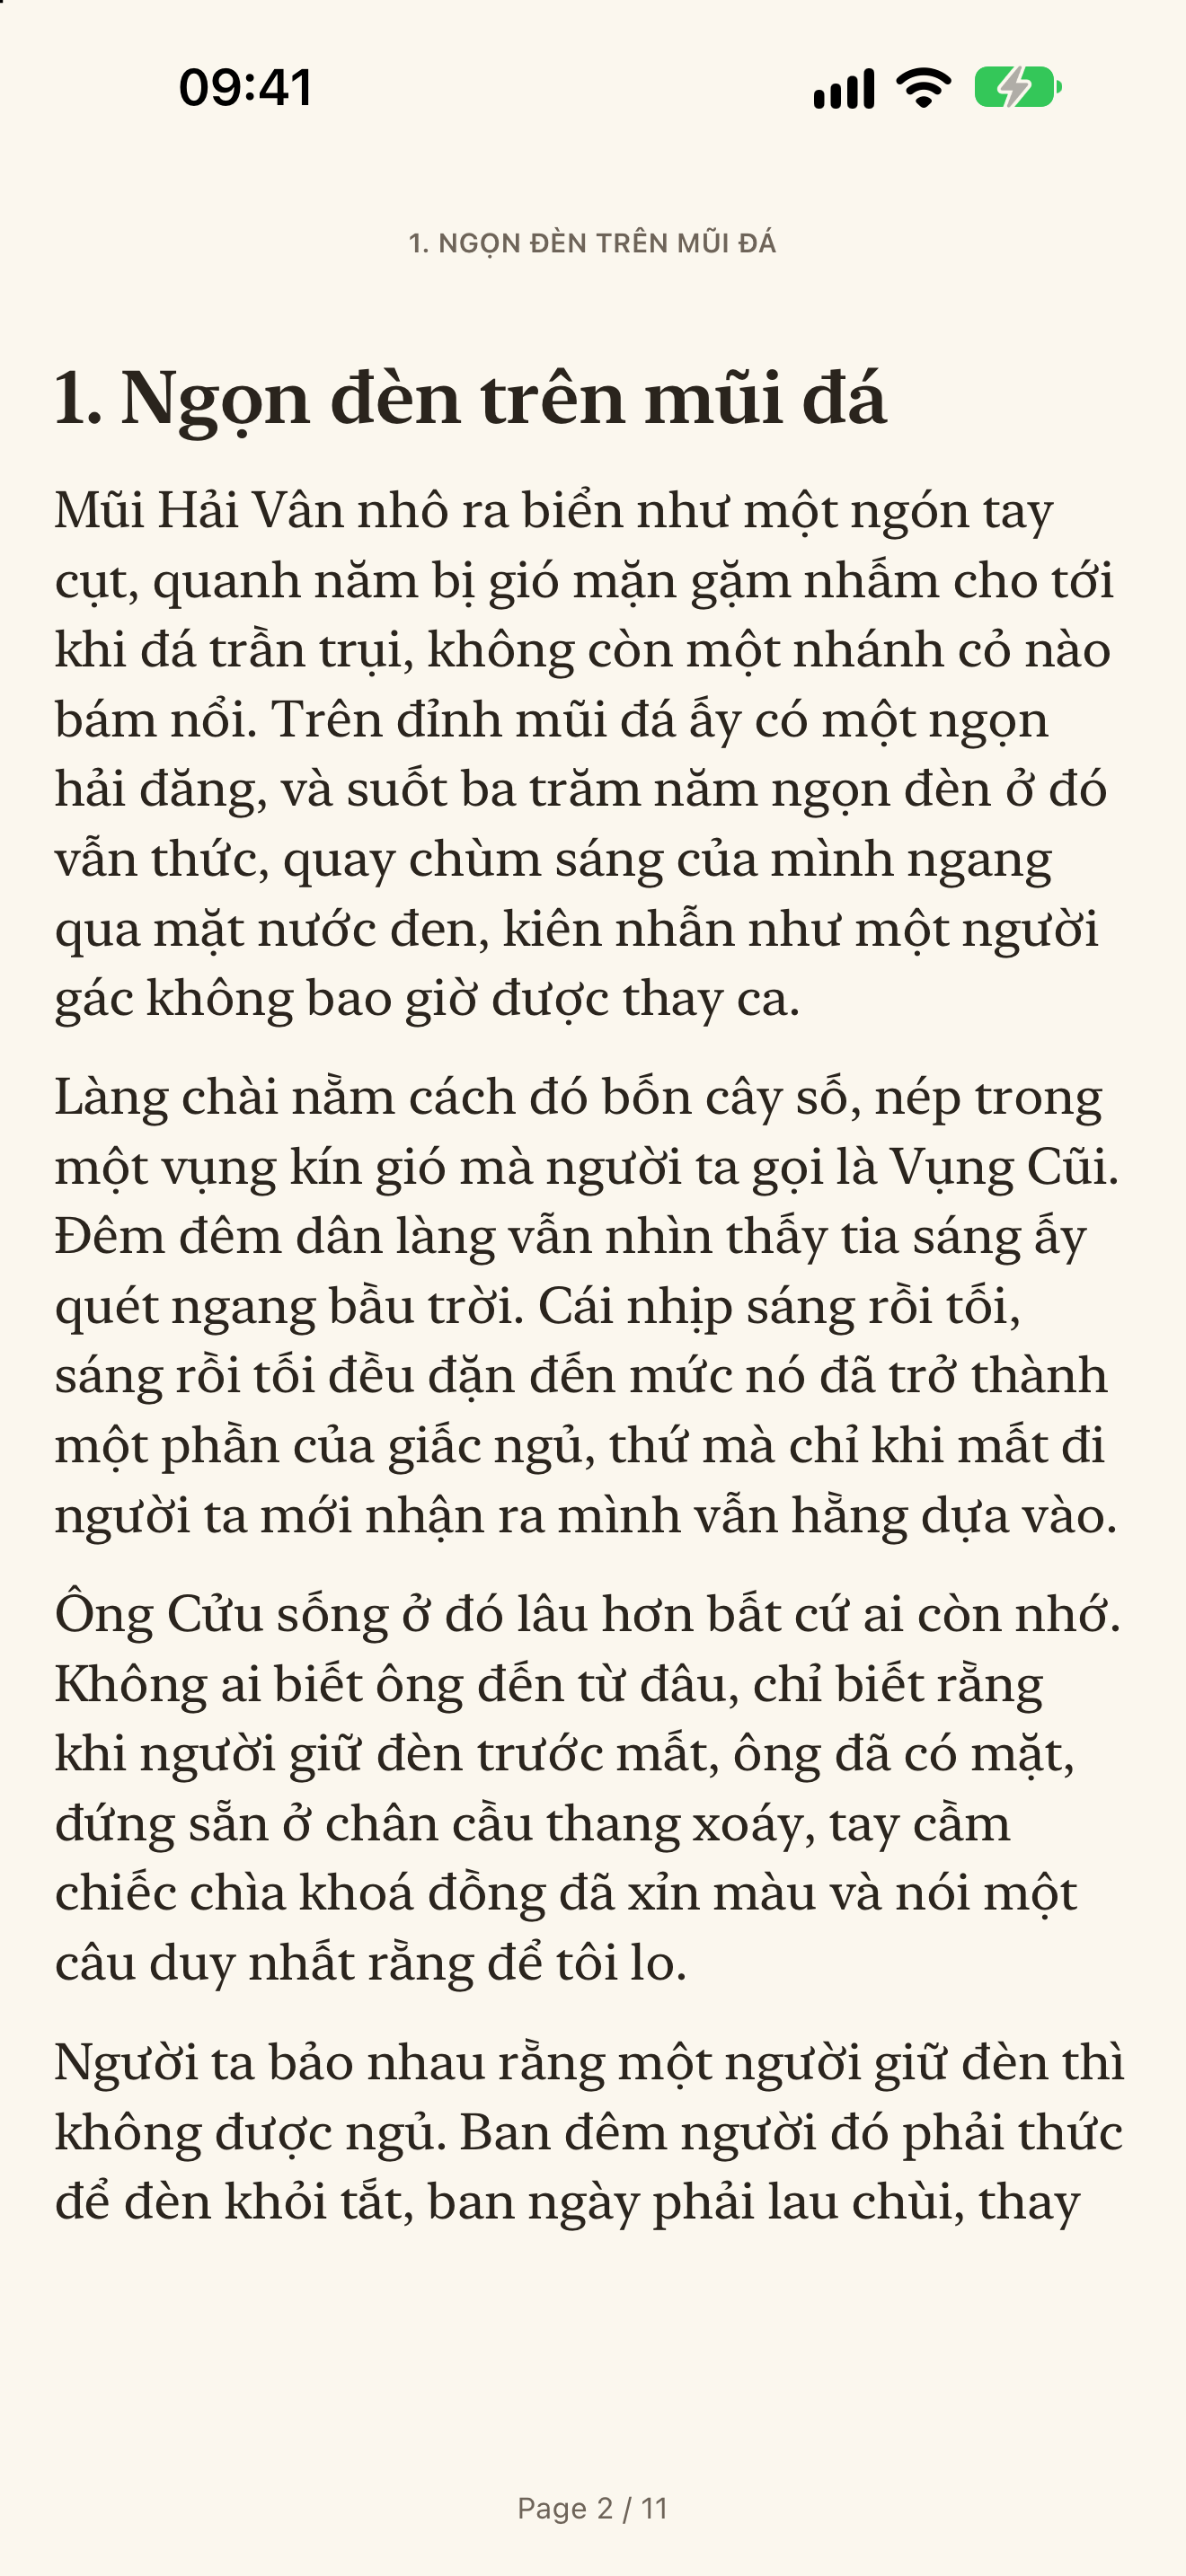 09:41
1. NGỌN ĐÈN TRÊN MŨI ĐÁ
1. Ngọn đèn trên mũi đá
Mũi Hải Vân nhô ra biển như một ngón tay
cụt, quanh năm bị gió mặn gặm nhấm cho tới
khi đá trần trụi, không còn một nhánh cỏ nào
bám nổi. Trên đỉnh mũi đá ấy có một ngọn
hải đăng, và suốt ba trăm năm ngọn đèn ở đó
vẫn thức, quay chùm sáng của mình ngang
qua mặt nước đen, kiên nhẫn như một người
gác không bao giờ được thay ca.
Làng chài nằm cách đó bốn cây số, nép trong
một vụng kín gió mà người ta gọi là Vụng Cũi.
Đêm đêm dân làng vẫn nhìn thấy tia sáng ấy
quét ngang bầu trời. Cái nhịp sáng rồi tối,
sáng rồi tối đều đặn đến mức nó đã trở thành
một phần của giấc ngủ, thứ mà chỉ khi mất đi
người ta mới nhận ra mình vẫn hằng dựa vào.
Ông Cửu sống ở đó lâu hơn bất cứ ai còn nhớ.
Không ai biết ông đến từ đâu, chỉ biết rằng
khi người giữ đèn trước mất, ông đã có mặt,
đứng sẵn ở chân cầu thang xoáy, tay cầm
chiếc chìa khoá đồng đã xỉn màu và nói một
câu duy nhất rằng để tôi lo.
Người ta bảo nhau rằng một người giữ đèn thì
không được ngủ. Ban đêm người đó phải thức
để đèn khỏi tắt, ban ngày phải lau chùi, thay
Page 2 / 11